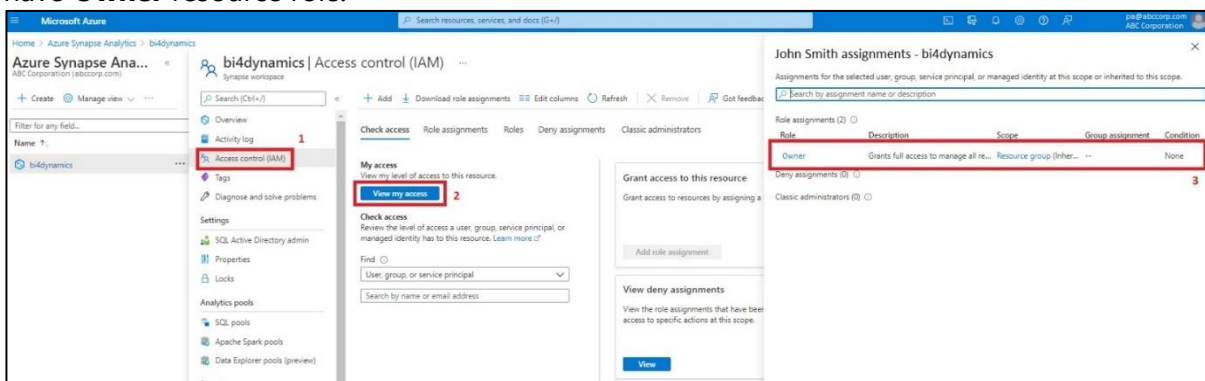 have Owner resource role.
Microsoft Azure
Search resources, services, and docs (G+/)
pa@abccorp.com
ABC Corporation
Home > Azure Synapse Analytics > bi4dynamics
Azure Synapse Ana... «
ABC Corporation (abccorp.com)
+ Create Manage view ...
Filter for any field...
Name ↑
bi4dynamics ...
bi4dynamics | Access control (IAM) ...
Synapse workspace
Search (Ctrl+/) «
Overview
Activity log 1
Access control (IAM)
Tags
Diagnose and solve problems
Settings
SQL Active Directory admin
Properties
Locks
Analytics pools
SQL pools
Apache Spark pools
Data Explorer pools (preview)
+ Add Download role assignments Edit columns Refresh Remove Got feedbac
Check access Role assignments Roles Deny assignments Classic administrators
My access
View my level of access to this resource.
View my access 2
Check access
Review the level of access a user, group, service principal, or
managed identity has to this resource. Learn more
Find
User, group, or service principal
Search by name or email address
Grant access to this resource
Grant access to resources by assigning a
Add role assignment
View deny assignments
View the role assignments that have beer
access to specific actions at this scope.
View
John Smith assignments - bi4dynamics
Assignments for the selected user, group, service principal, or managed identity at this scope or inherited to this scope.
Search by assignment name or description
Role assignments (2)
Role Description Scope Group assignment Condition
Owner Grants full access to manage all re... Resource group (Inher... -- None
3
Deny assignments (0)
Classic administrators (0)